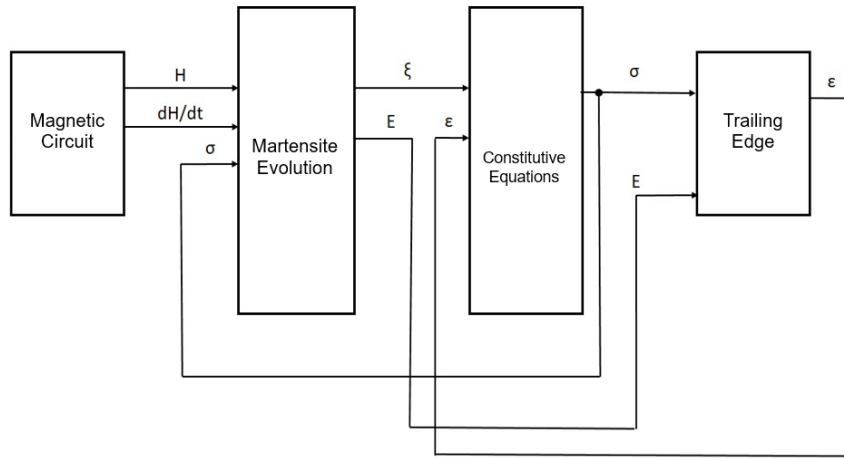 Magnetic
Circuit
H
dH/dt
σ
Martensite
Evolution
ξ
E
ε
Constitutive
Equations
σ
E
Trailing
Edge
ε